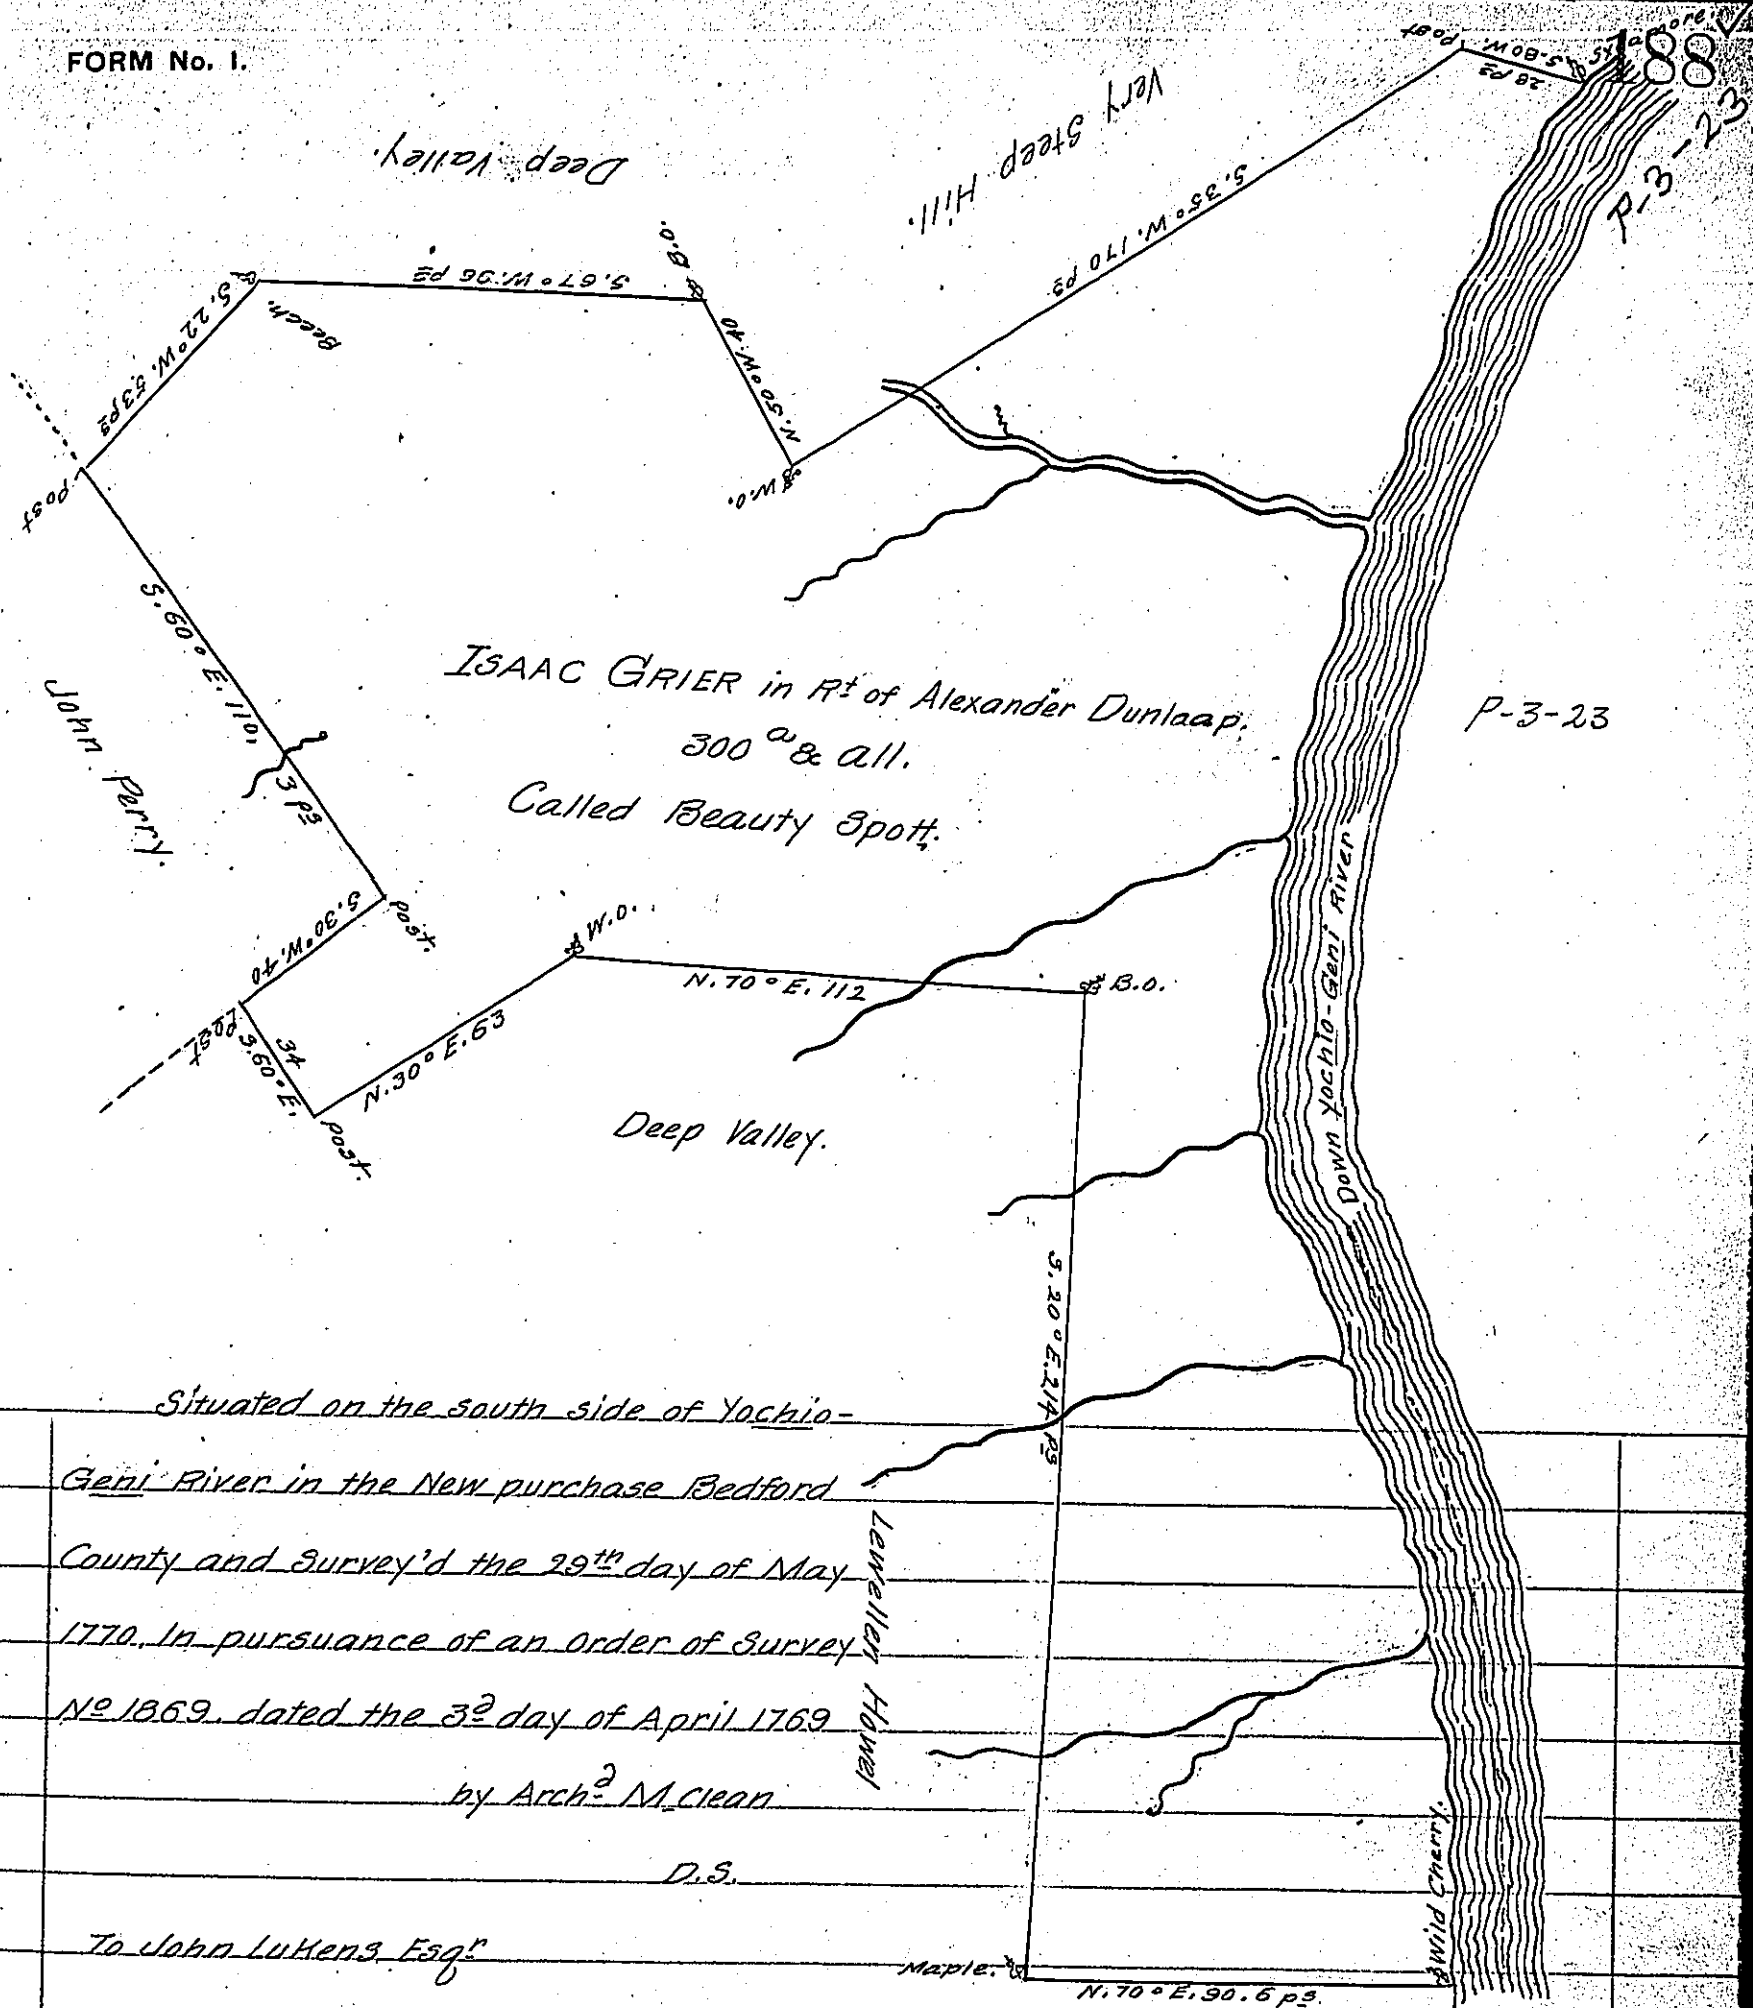 FORM No. 1.
188
P-3-23
Sycamore.
S.80W.
28 ps
Post
Very Steep Hill.
S.35°W. 170 ps
Deep Valley.
B.O.
N.50°W.40
W.O.
S.67°W.96 ps
Beech.
S.22°W.53ps
Post
S.60°E.110,
3 ps
John Perry.
ISAAC GRIER in Rt of Alexander Dunlaap.
300 a & all.
Called Beauty Spott.
P-3-23
post.
S.30°W.40
Post
34
S.60°E.
post.
N.30°E.63
W.O.
N.70°E.112
B.O.
Deep Valley.
Down Yochio-Geni River
S.20°E.214 ps
Situated on the south side of Yochio-
Geni River in the New purchase Bedford
County and Survey'd the 29th day of May
1770. In pursuance of an Order of Survey
No 1869. dated the 3d day of April 1769
by Archd McClean
D.S.
To John Lukens Esqr
Lewellen Howel
Maple.
N.70°E.90.6 ps.
Wild Cherry.